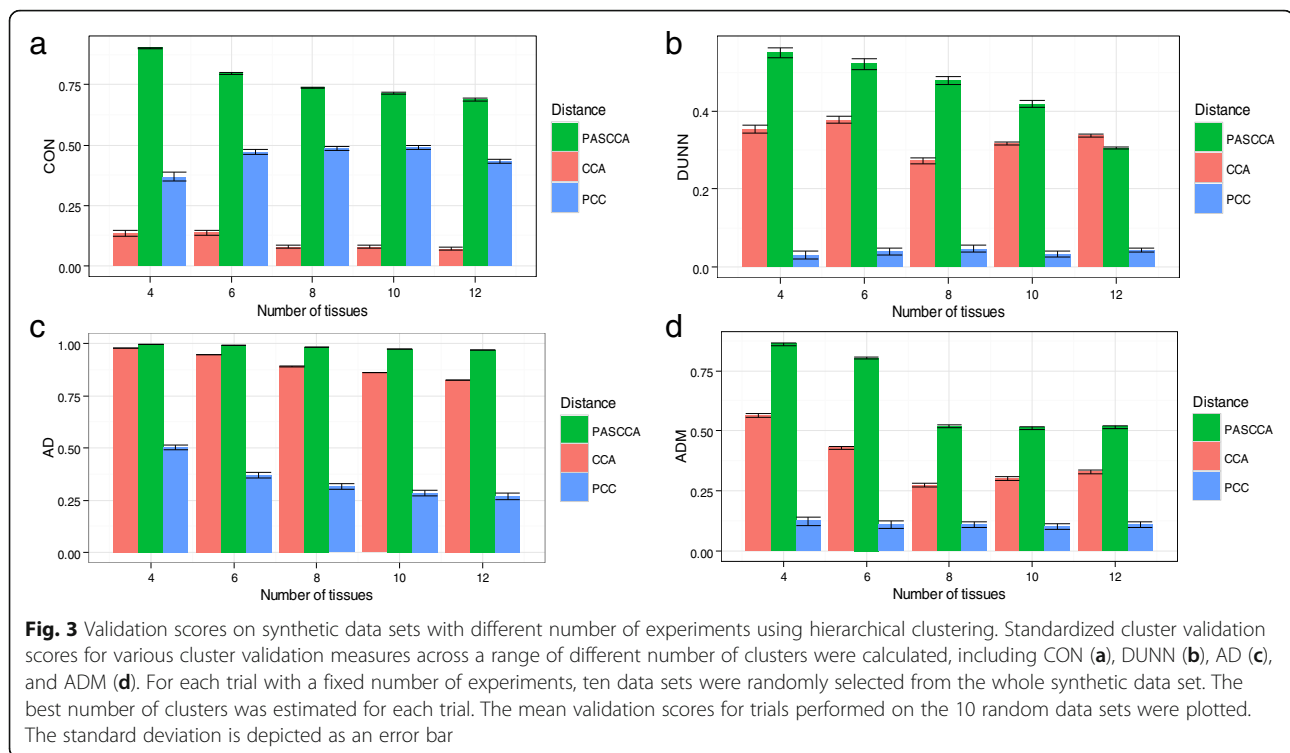 a
CON
0.75
0.50
0.25
0.00
4 6 8 10 12
Number of tissues
Distance
PASCCA
CCA
PCC
b
DUNN
0.4
0.2
0.0
4 6 8 10 12
Number of tissues
Distance
PASCCA
CCA
PCC
c
AD
1.00
0.75
0.50
0.25
0.00
4 6 8 10 12
Number of tissues
Distance
PASCCA
CCA
PCC
d
ADM
0.75
0.50
0.25
0.00
4 6 8 10 12
Number of tissues
Distance
PASCCA
CCA
PCC
Fig. 3 Validation scores on synthetic data sets with different number of experiments using hierarchical clustering. Standardized cluster validation
scores for various cluster validation measures across a range of different number of clusters were calculated, including CON (a), DUNN (b), AD (c),
and ADM (d). For each trial with a fixed number of experiments, ten data sets were randomly selected from the whole synthetic data set. The
best number of clusters was estimated for each trial. The mean validation scores for trials performed on the 10 random data sets were plotted.
The standard deviation is depicted as an error bar